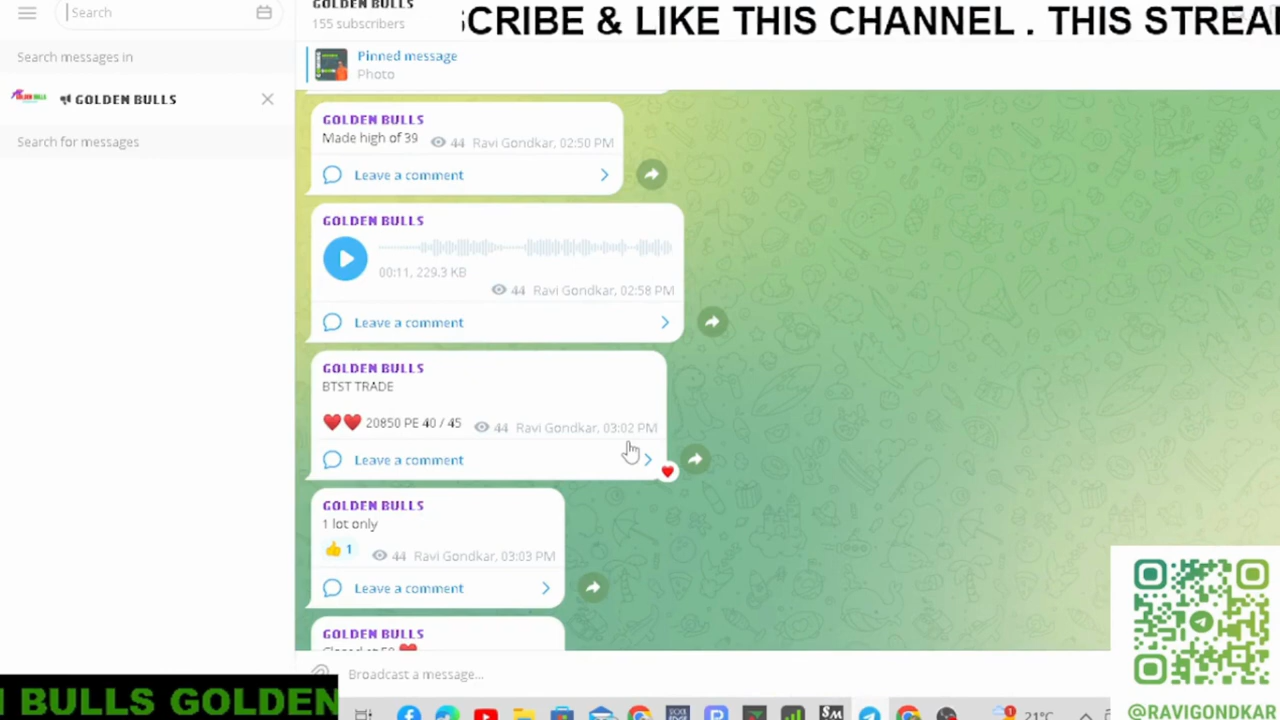 Search
Search messages in
GOLDEN BULLS
Search for messages
GOLDEN BULLS
155 subscribers
CRIBE & LIKE THIS CHANNEL . THIS STREA
Pinned message
Photo
GOLDEN BULLS
Made high of 39 44 Ravi Gondkar, 02:50 PM
Leave a comment
GOLDEN BULLS
00:11, 229.3 KB
44 Ravi Gondkar, 02:58 PM
Leave a comment
GOLDEN BULLS
BTST TRADE
❤️❤️ 20850 PE 40 / 45 44 Ravi Gondkar, 03:02 PM
Leave a comment
GOLDEN BULLS
1 lot only
👍 1 44 Ravi Gondkar, 03:03 PM
Leave a comment
GOLDEN BULLS
Broadcast a message...
BULLS GOLDEN
21°C
@RAVIGONDKAR